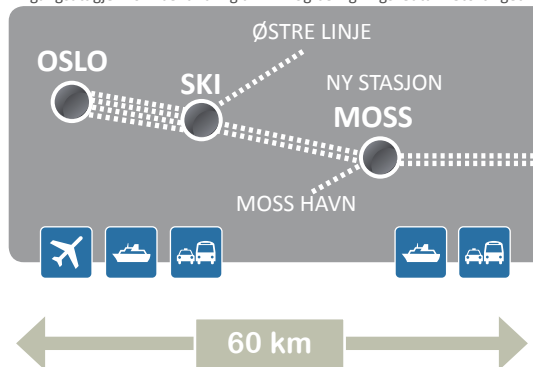 ØSTRE LINJE
OSLO
SKI
NY STASJON
MOSS
MOSS HAVN
60 km